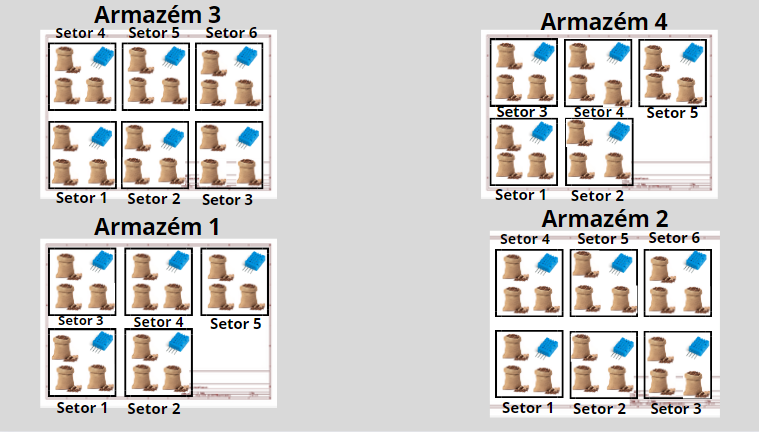 Armazém 3
Setor 4 Setor 5 Setor 6
Setor 1 Setor 2 Setor 3
Armazém 4
Setor 3 Setor 4 Setor 5
Setor 1 Setor 2
Armazém 1
Setor 3 Setor 4 Setor 5
Setor 1 Setor 2
Armazém 2
Setor 4 Setor 5 Setor 6
Setor 1 Setor 2 Setor 3